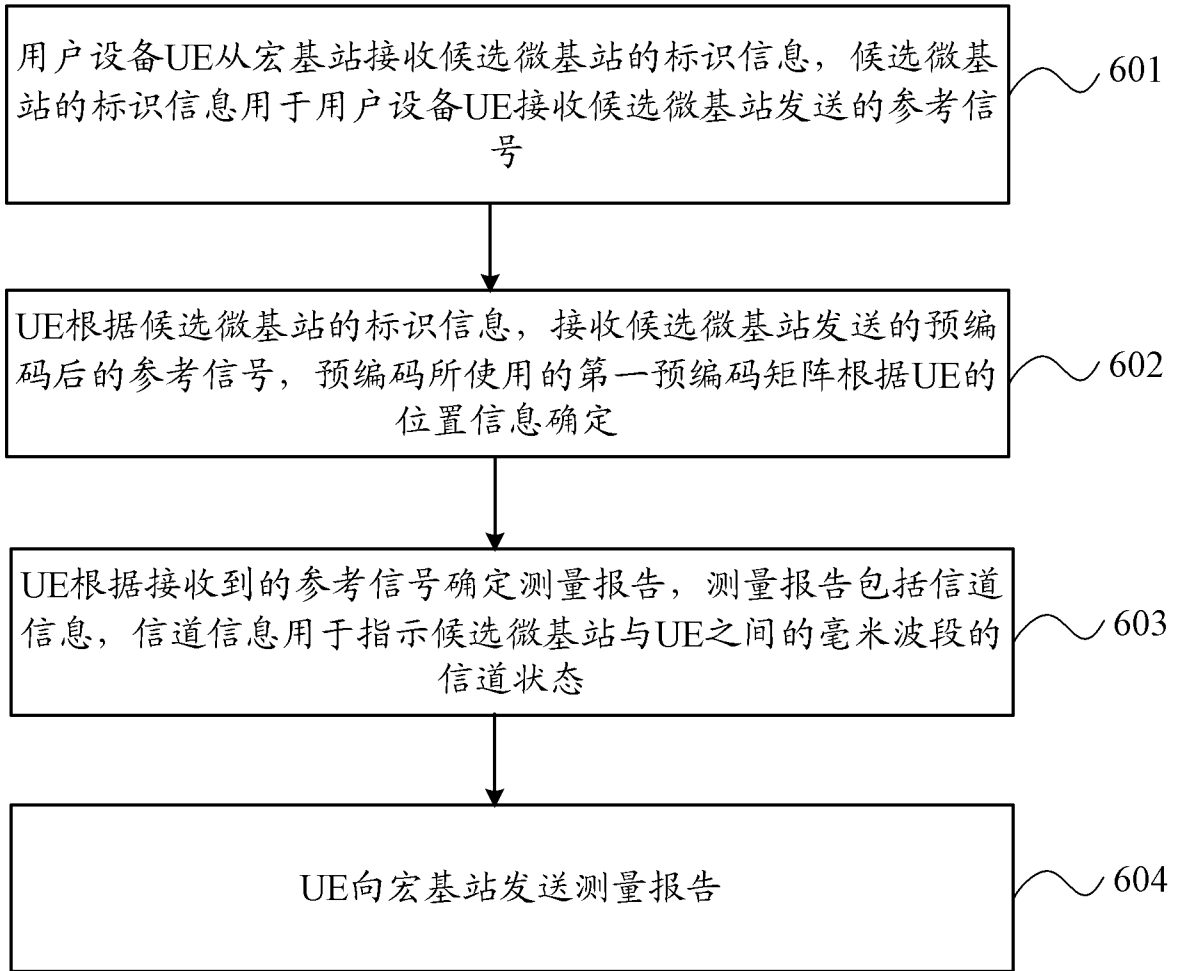 用户设备UE从宏基站接收候选微基站的标识信息，候选微基
站的标识信息用于用户设备UE接收候选微基站发送的参考信
号
601
UE根据候选微基站的标识信息，接收候选微基站发送的预编
码后的参考信号，预编码所使用的第一预编码矩阵根据UE的
位置信息确定
602
UE根据接收到的参考信号确定测量报告，测量报告包括信道
信息，信道信息用于指示候选微基站与UE之间的毫米波段的
信道状态
603
UE向宏基站发送测量报告
604